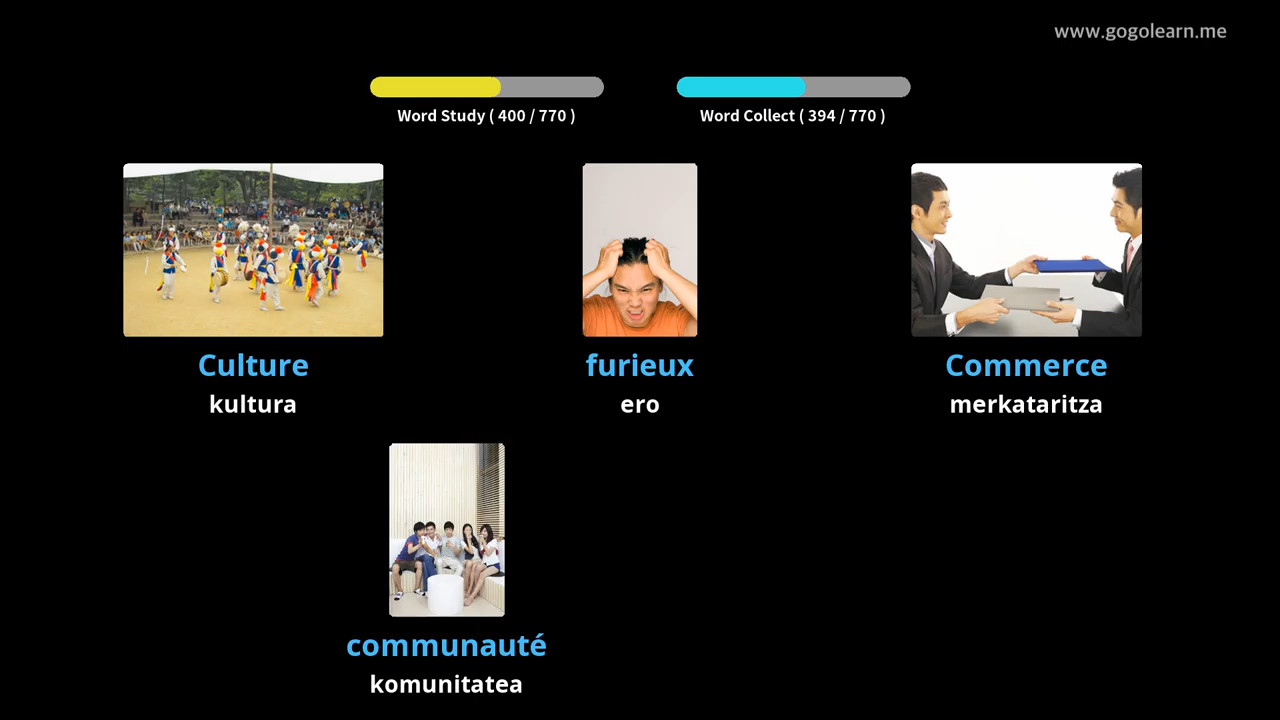 www.gogolearn.me
Word Study ( 400 / 770 )
Word Collect ( 394 / 770 )
Culture
kultura
furieux
ero
Commerce
merkataritza
communauté
komunitatea